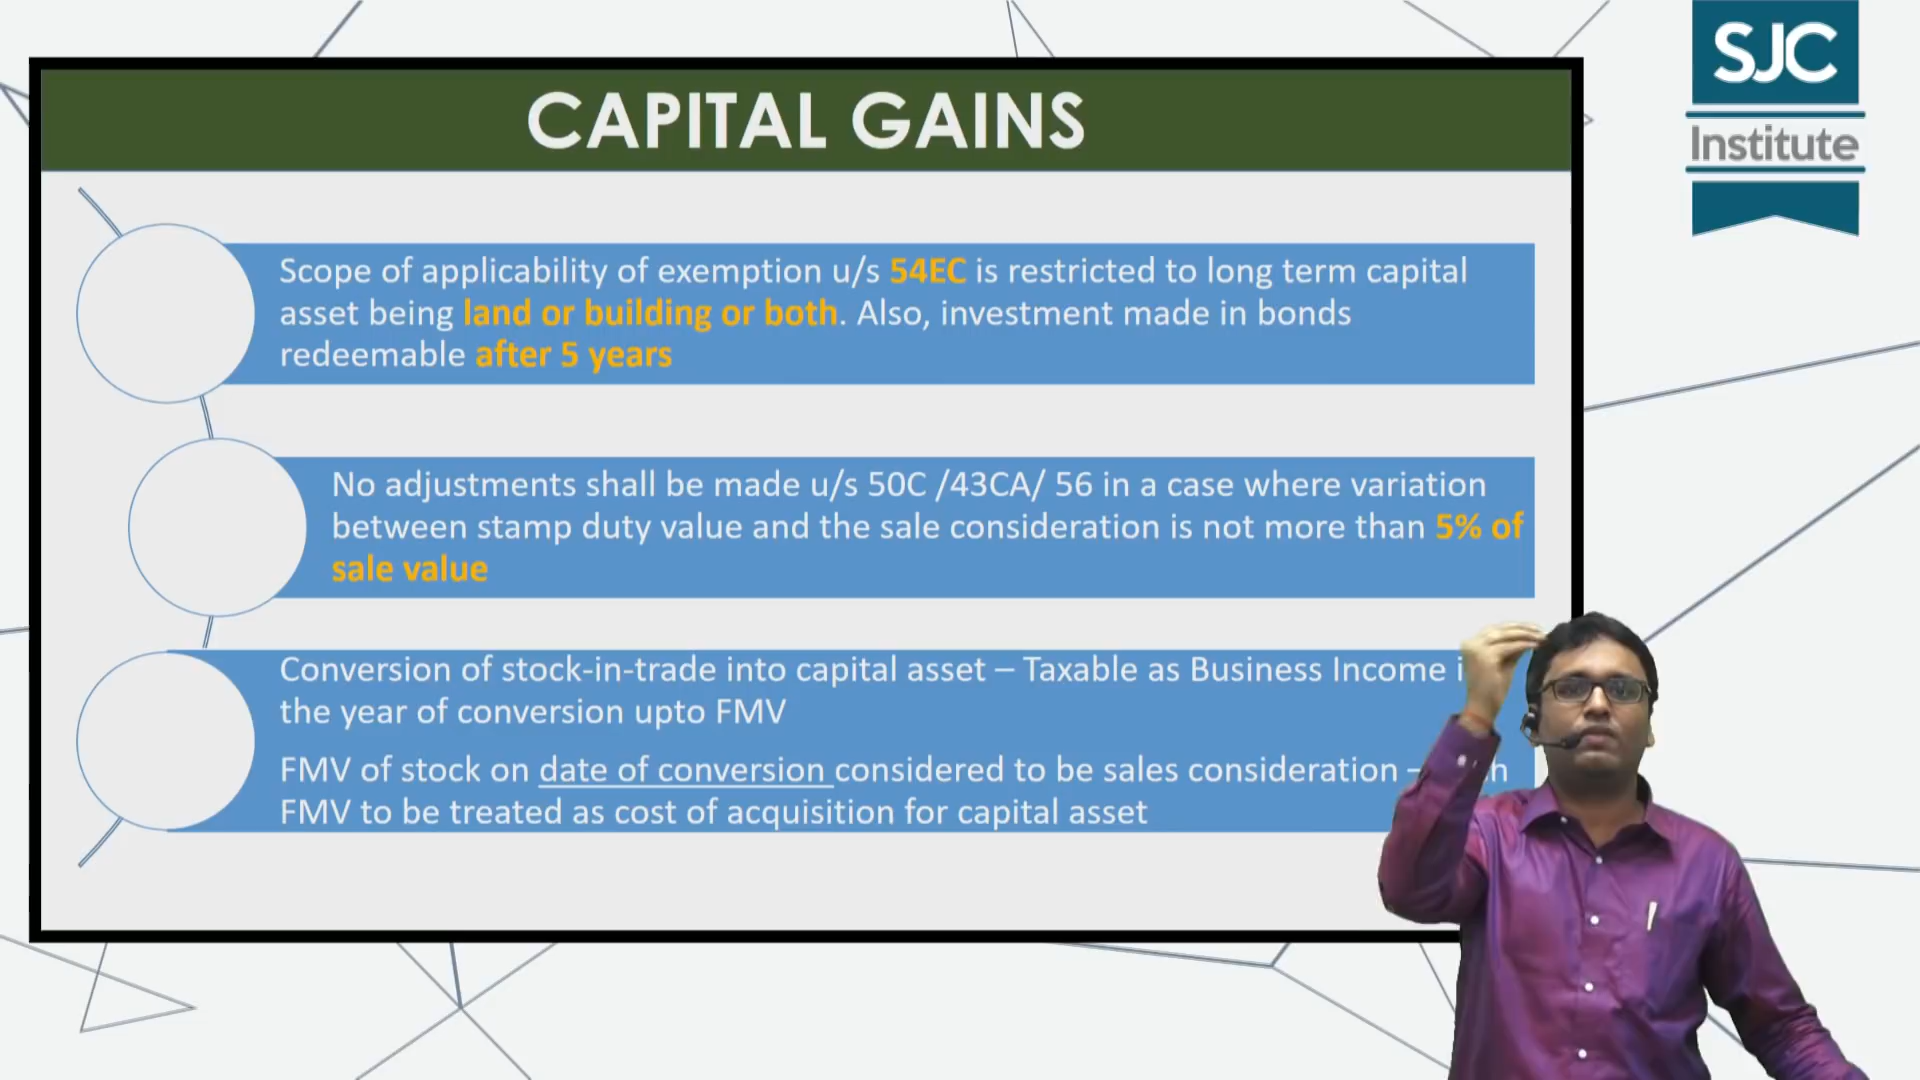 CAPITAL GAINS
SJC
Institute
Scope of applicability of exemption u/s 54EC is restricted to long term capital
asset being land or building or both. Also, investment made in bonds
redeemable after 5 years
No adjustments shall be made u/s 50C /43CA/ 56 in a case where variation
between stamp duty value and the sale consideration is not more than 5% of
sale value
Conversion of stock-in-trade into capital asset – Taxable as Business Income
the year of conversion upto FMV
FMV of stock on date of conversion considered to be sales consideration –
FMV to be treated as cost of acquisition for capital asset